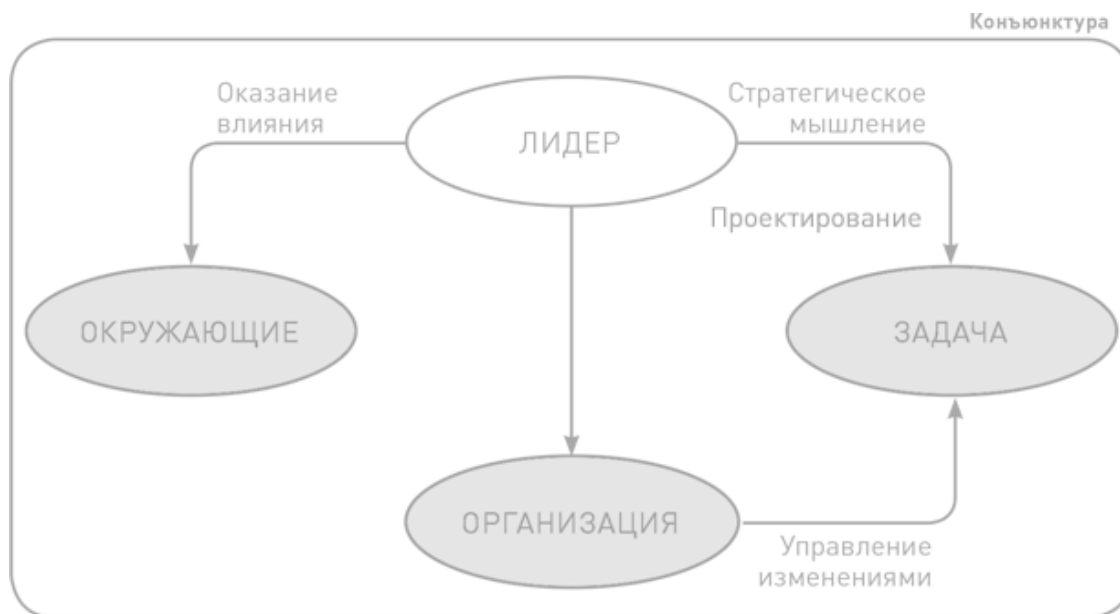 Конъюнктура
Оказание
влияния
ЛИДЕР
Стратегическое
мышление
Проектирование
ОКРУЖАЮЩИЕ
ЗАДАЧА
ОРГАНИЗАЦИЯ
Управление
изменениями